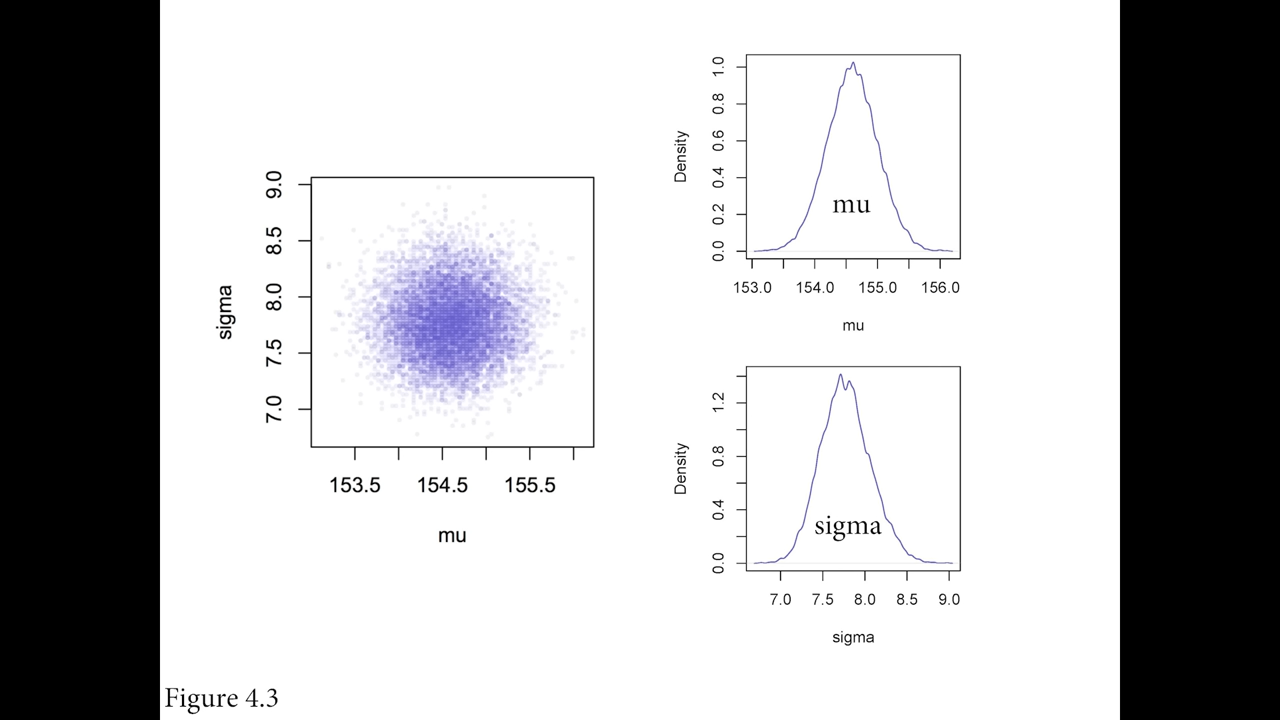 9.0
8.5
8.0
7.5
7.0
sigma
153.5 154.5 155.5
mu
1.0
0.8
0.6
0.4
0.2
0.0
Density
mu
153.0 154.0 155.0 156.0
mu
1.2
0.8
0.4
0.0
Density
sigma
7.0 7.5 8.0 8.5 9.0
sigma
Figure 4.3